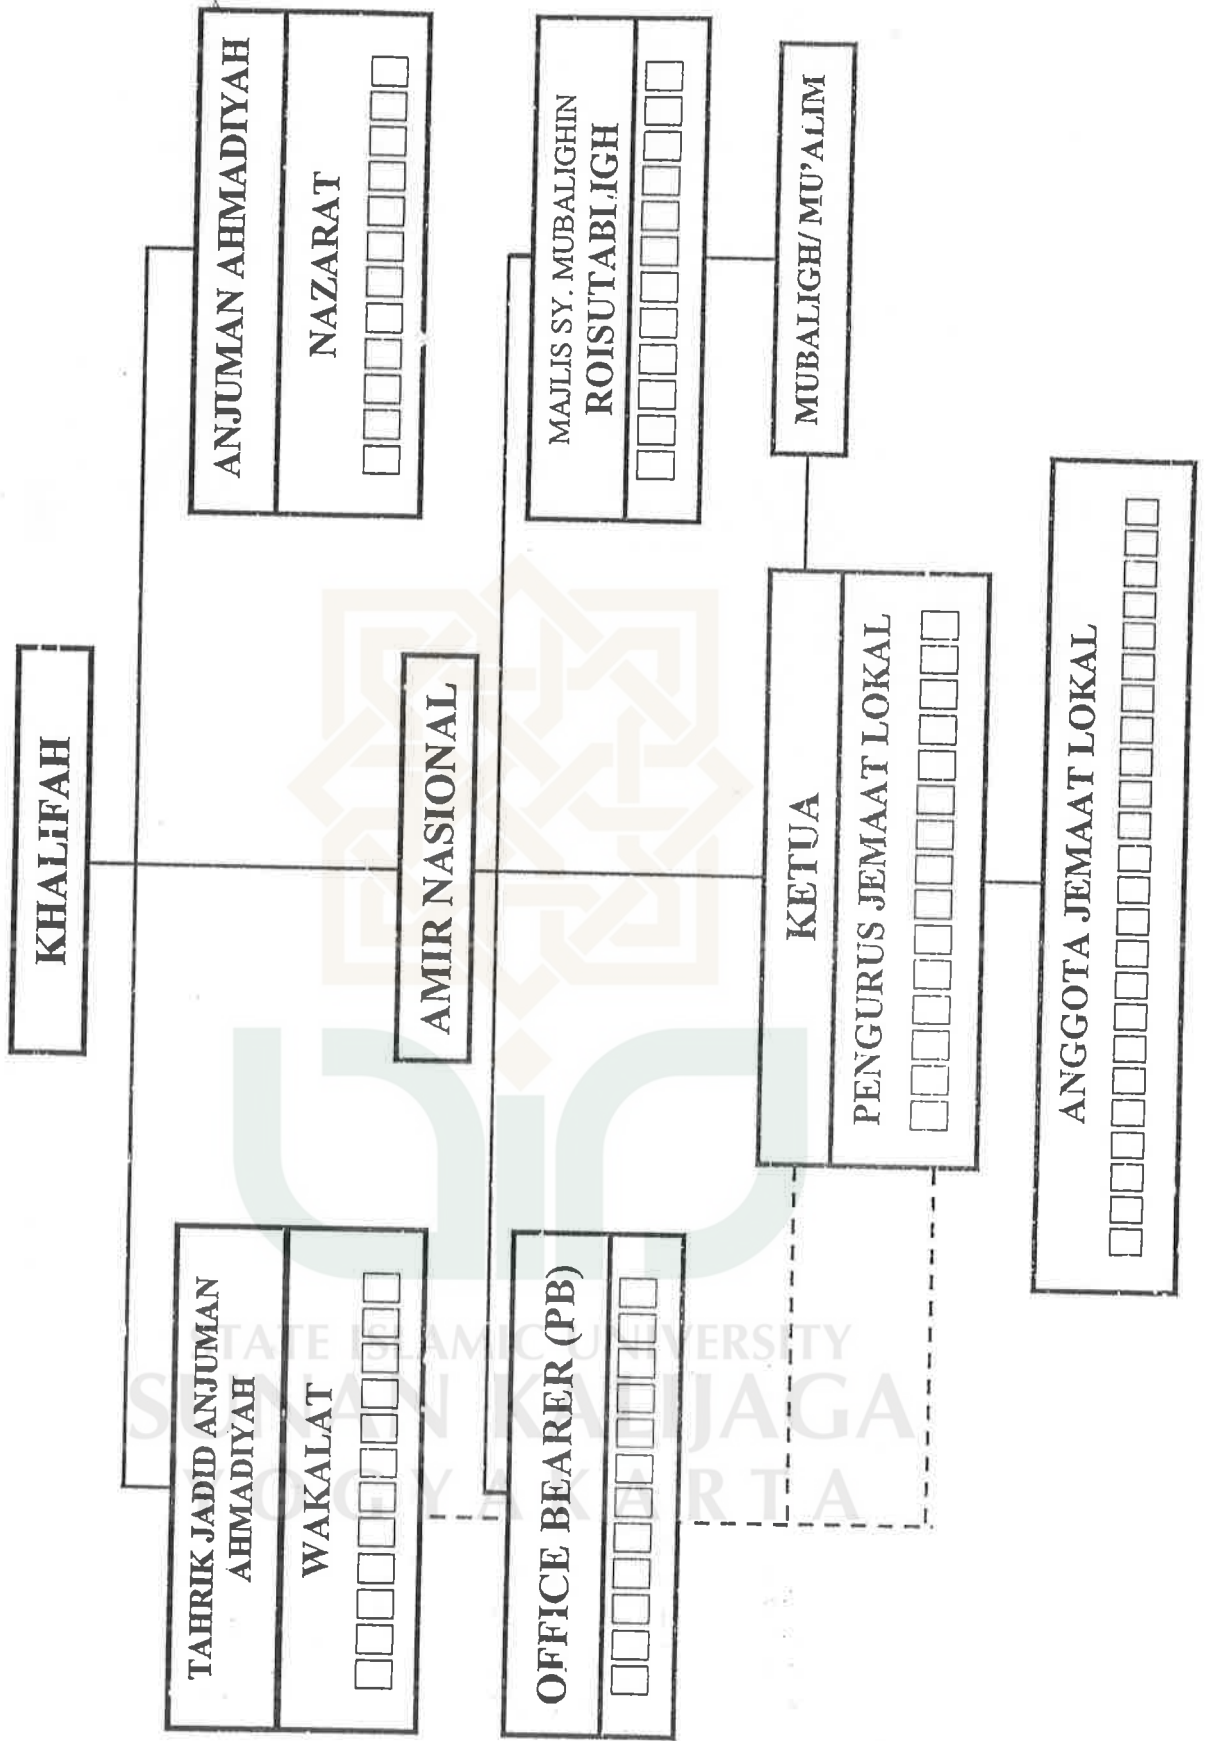 KHALIFAH
TAHRIK JADID ANJUMAN
AHMADIYAH
WAKALAT
ANJUMAN AHMADIYAH
NAZARAT
AMIR NASIONAL
OFFICE BEARER (PB)
MAJLIS SY. MUBALIGHIN
ROISUTABLIGH
KETUA
PENGURUS JEMAAT LOKAL
MUBALIGH/MU'ALIM
ANGGOTA JEMAAT LOKAL
STATE ISLAMIC UNIVERSITY
SUNAN KALIJAGA
YOGYAKARTA